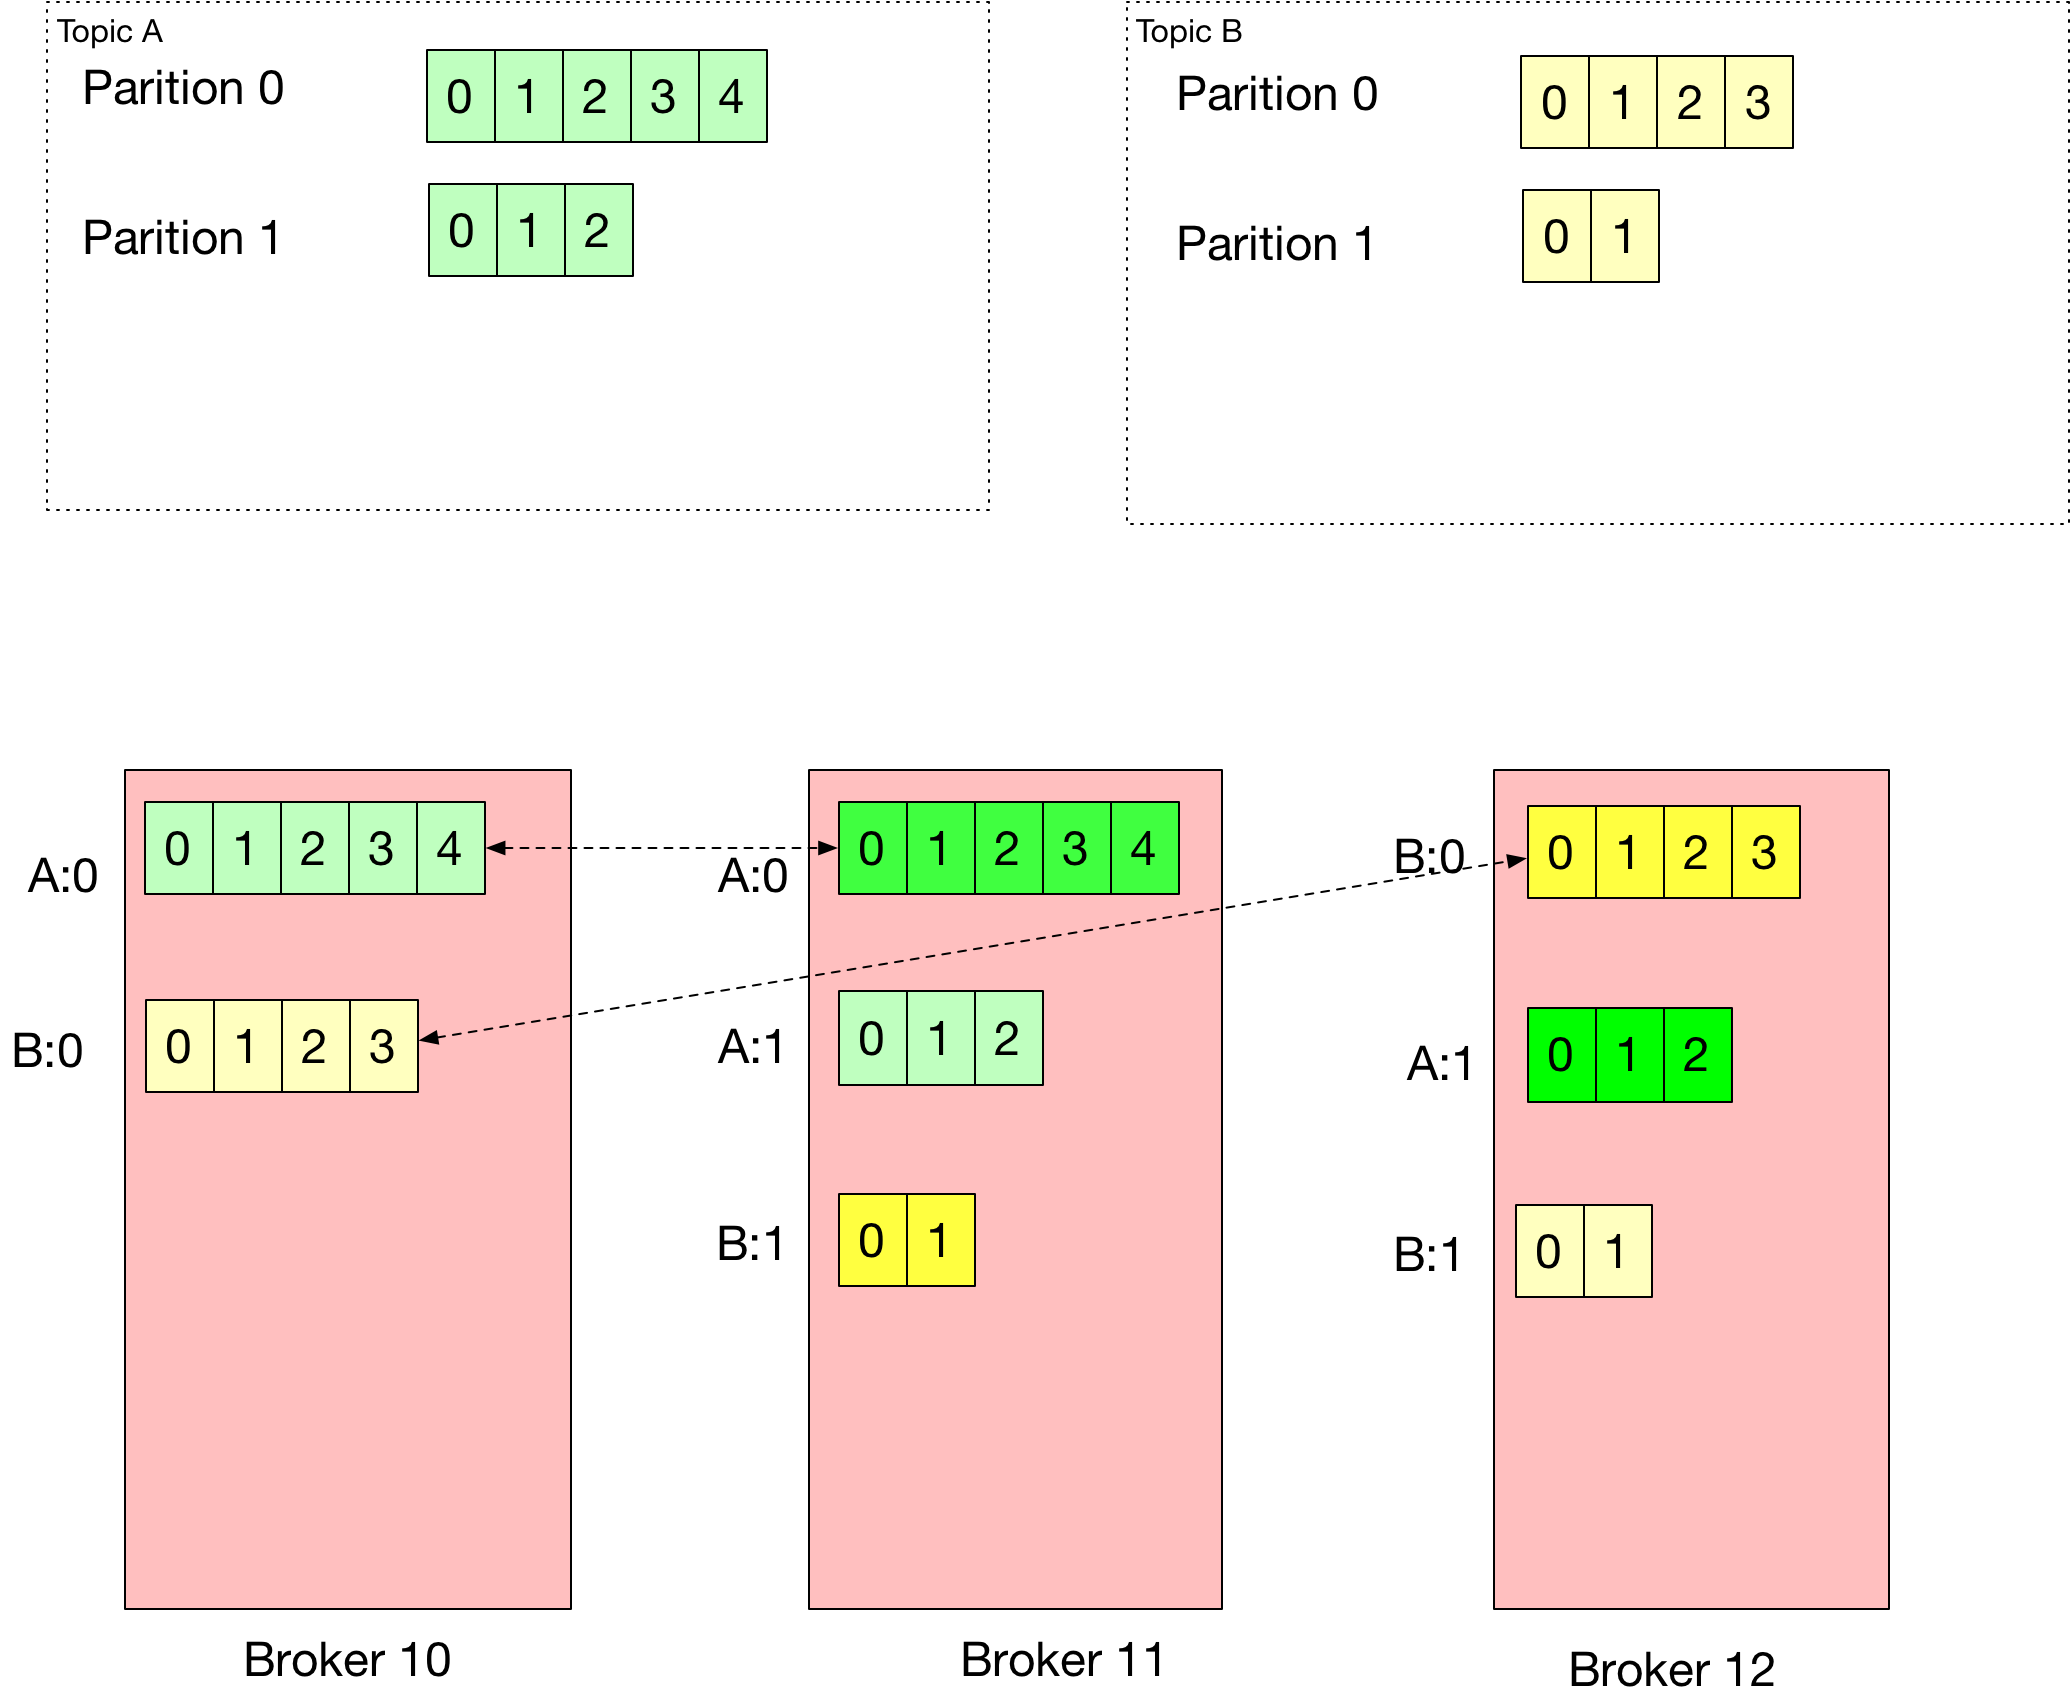 Topic A
Parition 0
0 1 2 3 4
Parition 1
0 1 2
Topic B
Parition 0
0 1 2 3
Parition 1
0 1
A:0
0 1 2 3 4
B:0
0 1 2 3
Broker 10
A:0
0 1 2 3 4
A:1
0 1 2
B:1
0 1
Broker 11
B:0
0 1 2 3
A:1
0 1 2
B:1
0 1
Broker 12